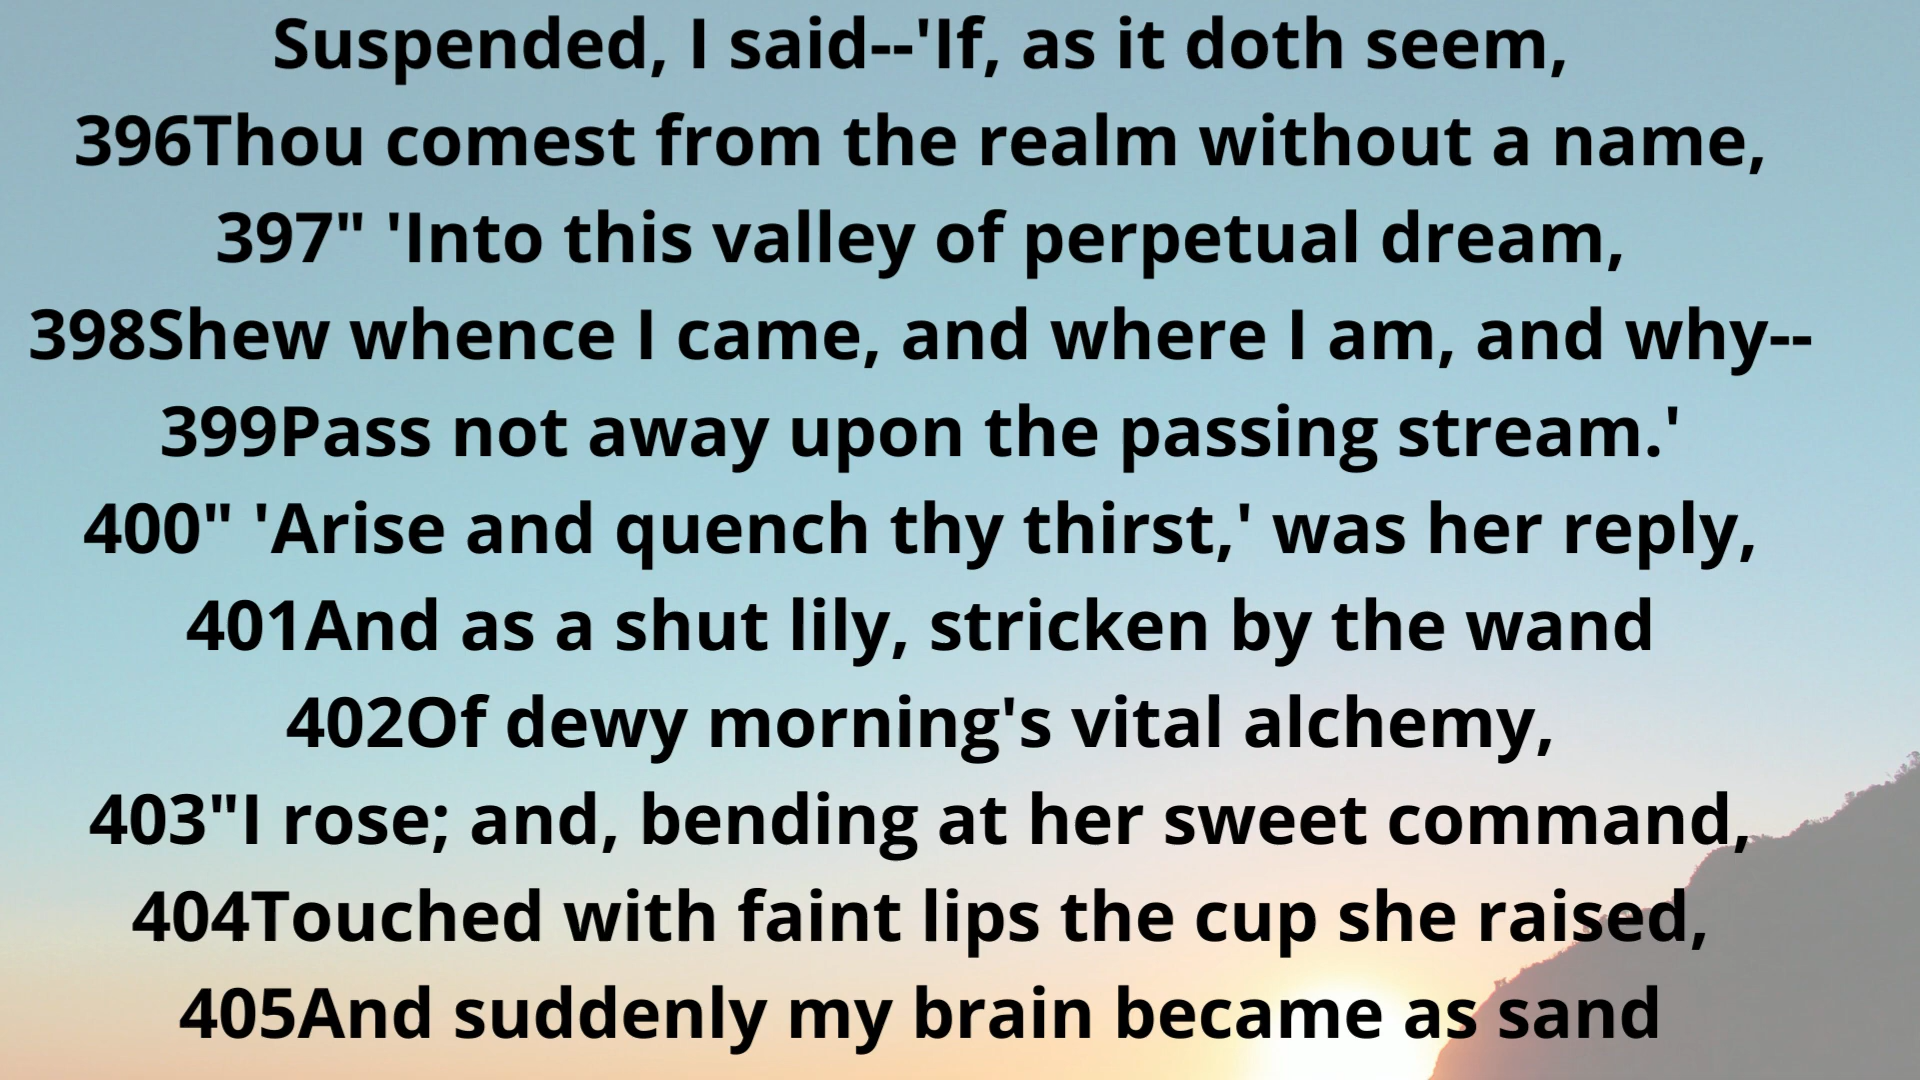 Suspended, I said--'If, as it doth seem,
396Thou comest from the realm without a name,
397" 'Into this valley of perpetual dream,
398Shew whence I came, and where I am, and why--
399Pass not away upon the passing stream.'
400" 'Arise and quench thy thirst,' was her reply,
401And as a shut lily, stricken by the wand
402Of dewy morning's vital alchemy,
403"I rose; and, bending at her sweet command,
404Touched with faint lips the cup she raised,
405And suddenly my brain became as sand